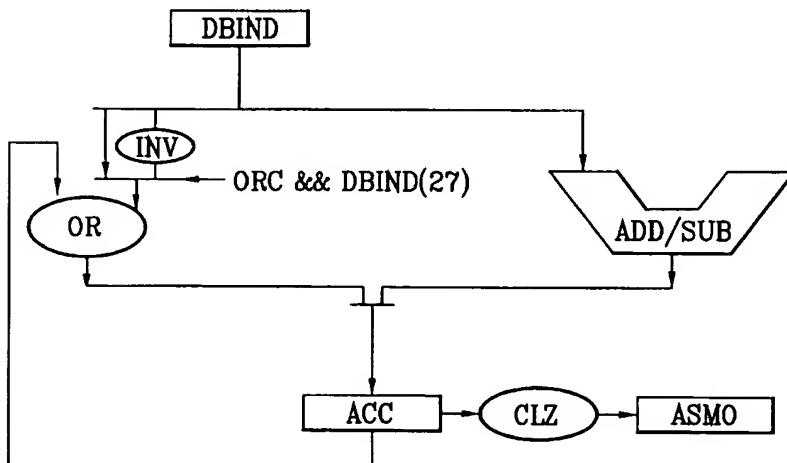 DBIND
INV
ORC && DBIND(27)
OR
ADD/SUB
ACC
CLZ
ASMO